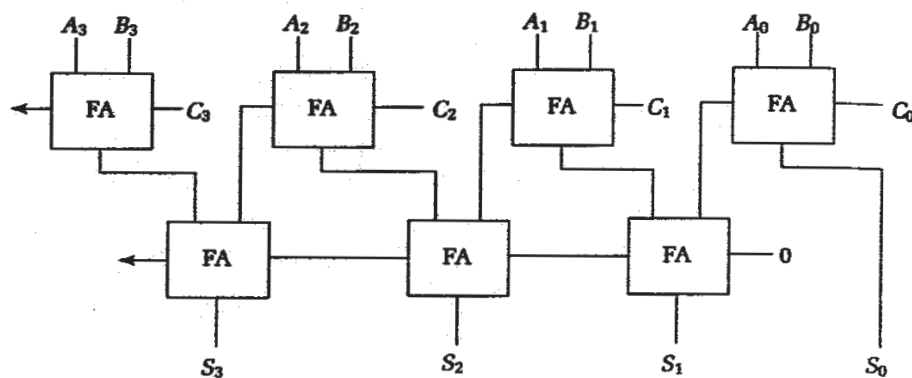 A₃ B₃ A₂ B₂ A₁ B₁ A₀ B₀
FA C₃ FA C₂ FA C₁ FA C₀
FA FA FA 0
S₃ S₂ S₁ S₀